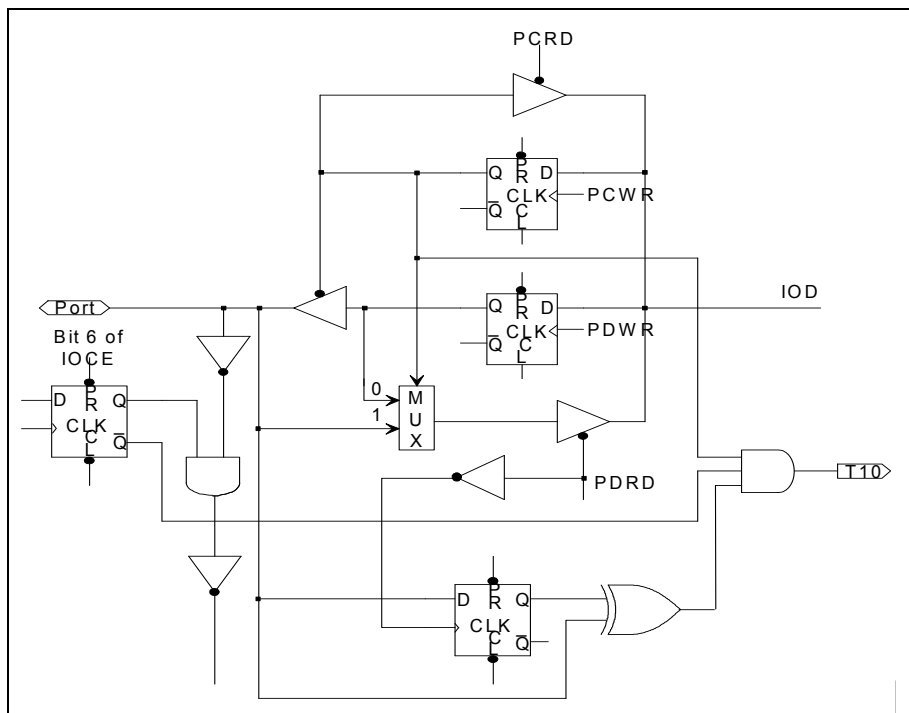 PCRD
Q PR D
CLK PCWR
Q̅ CL
Port
IOD
Q PR D
CLK PDWR
Q̅ CL
Bit 6 of
IOCE
D PR Q
CLK
CL Q̅
0
1
MUX
PDRD
T10
D PR Q
CLK
CL Q̅